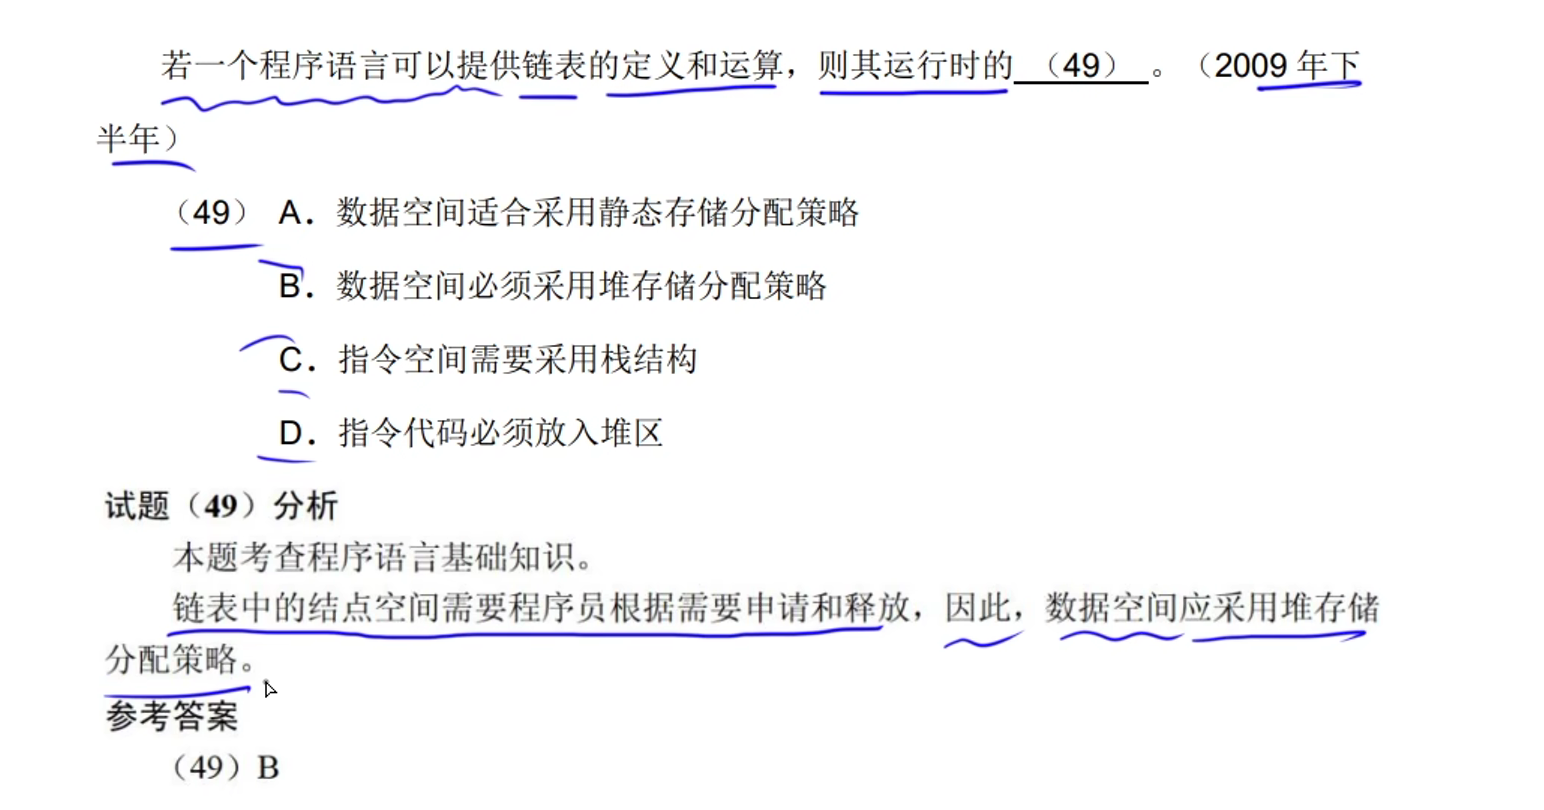 若一个程序语言可以提供链表的定义和运算，则其运行时的 （49） 。（2009 年下
半年）
（49） A．数据空间适合采用静态存储分配策略
B．数据空间必须采用堆存储分配策略
C．指令空间需要采用栈结构
D．指令代码必须放入堆区
试题（49）分析
本题考查程序语言基础知识。
链表中的结点空间需要程序员根据需要申请和释放，因此，数据空间应采用堆存储
分配策略。
参考答案
（49）B